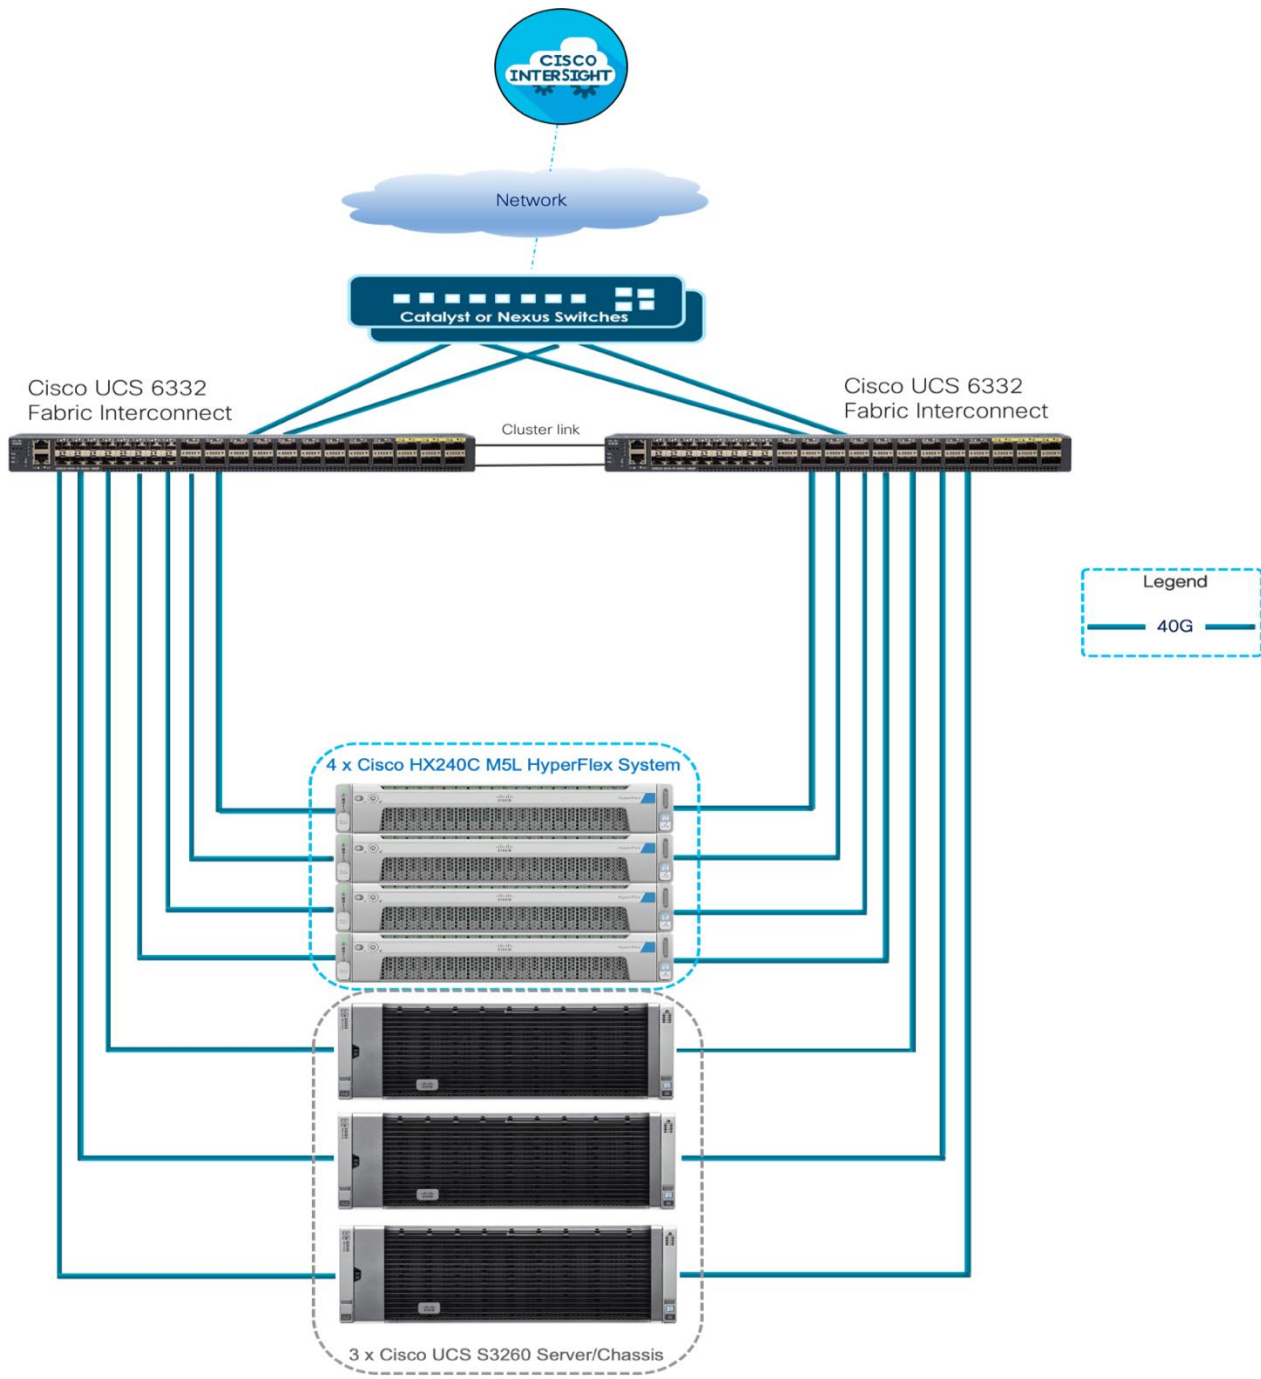 CISCO
INTERSIGHT
Network
Catalyst or Nexus Switches
Cisco UCS 6332
Fabric Interconnect
Cisco UCS 6332
Fabric Interconnect
Cluster link
Legend
40G
4 x Cisco HX240C M5L HyperFlex System
3 x Cisco UCS S3260 Server/Chassis